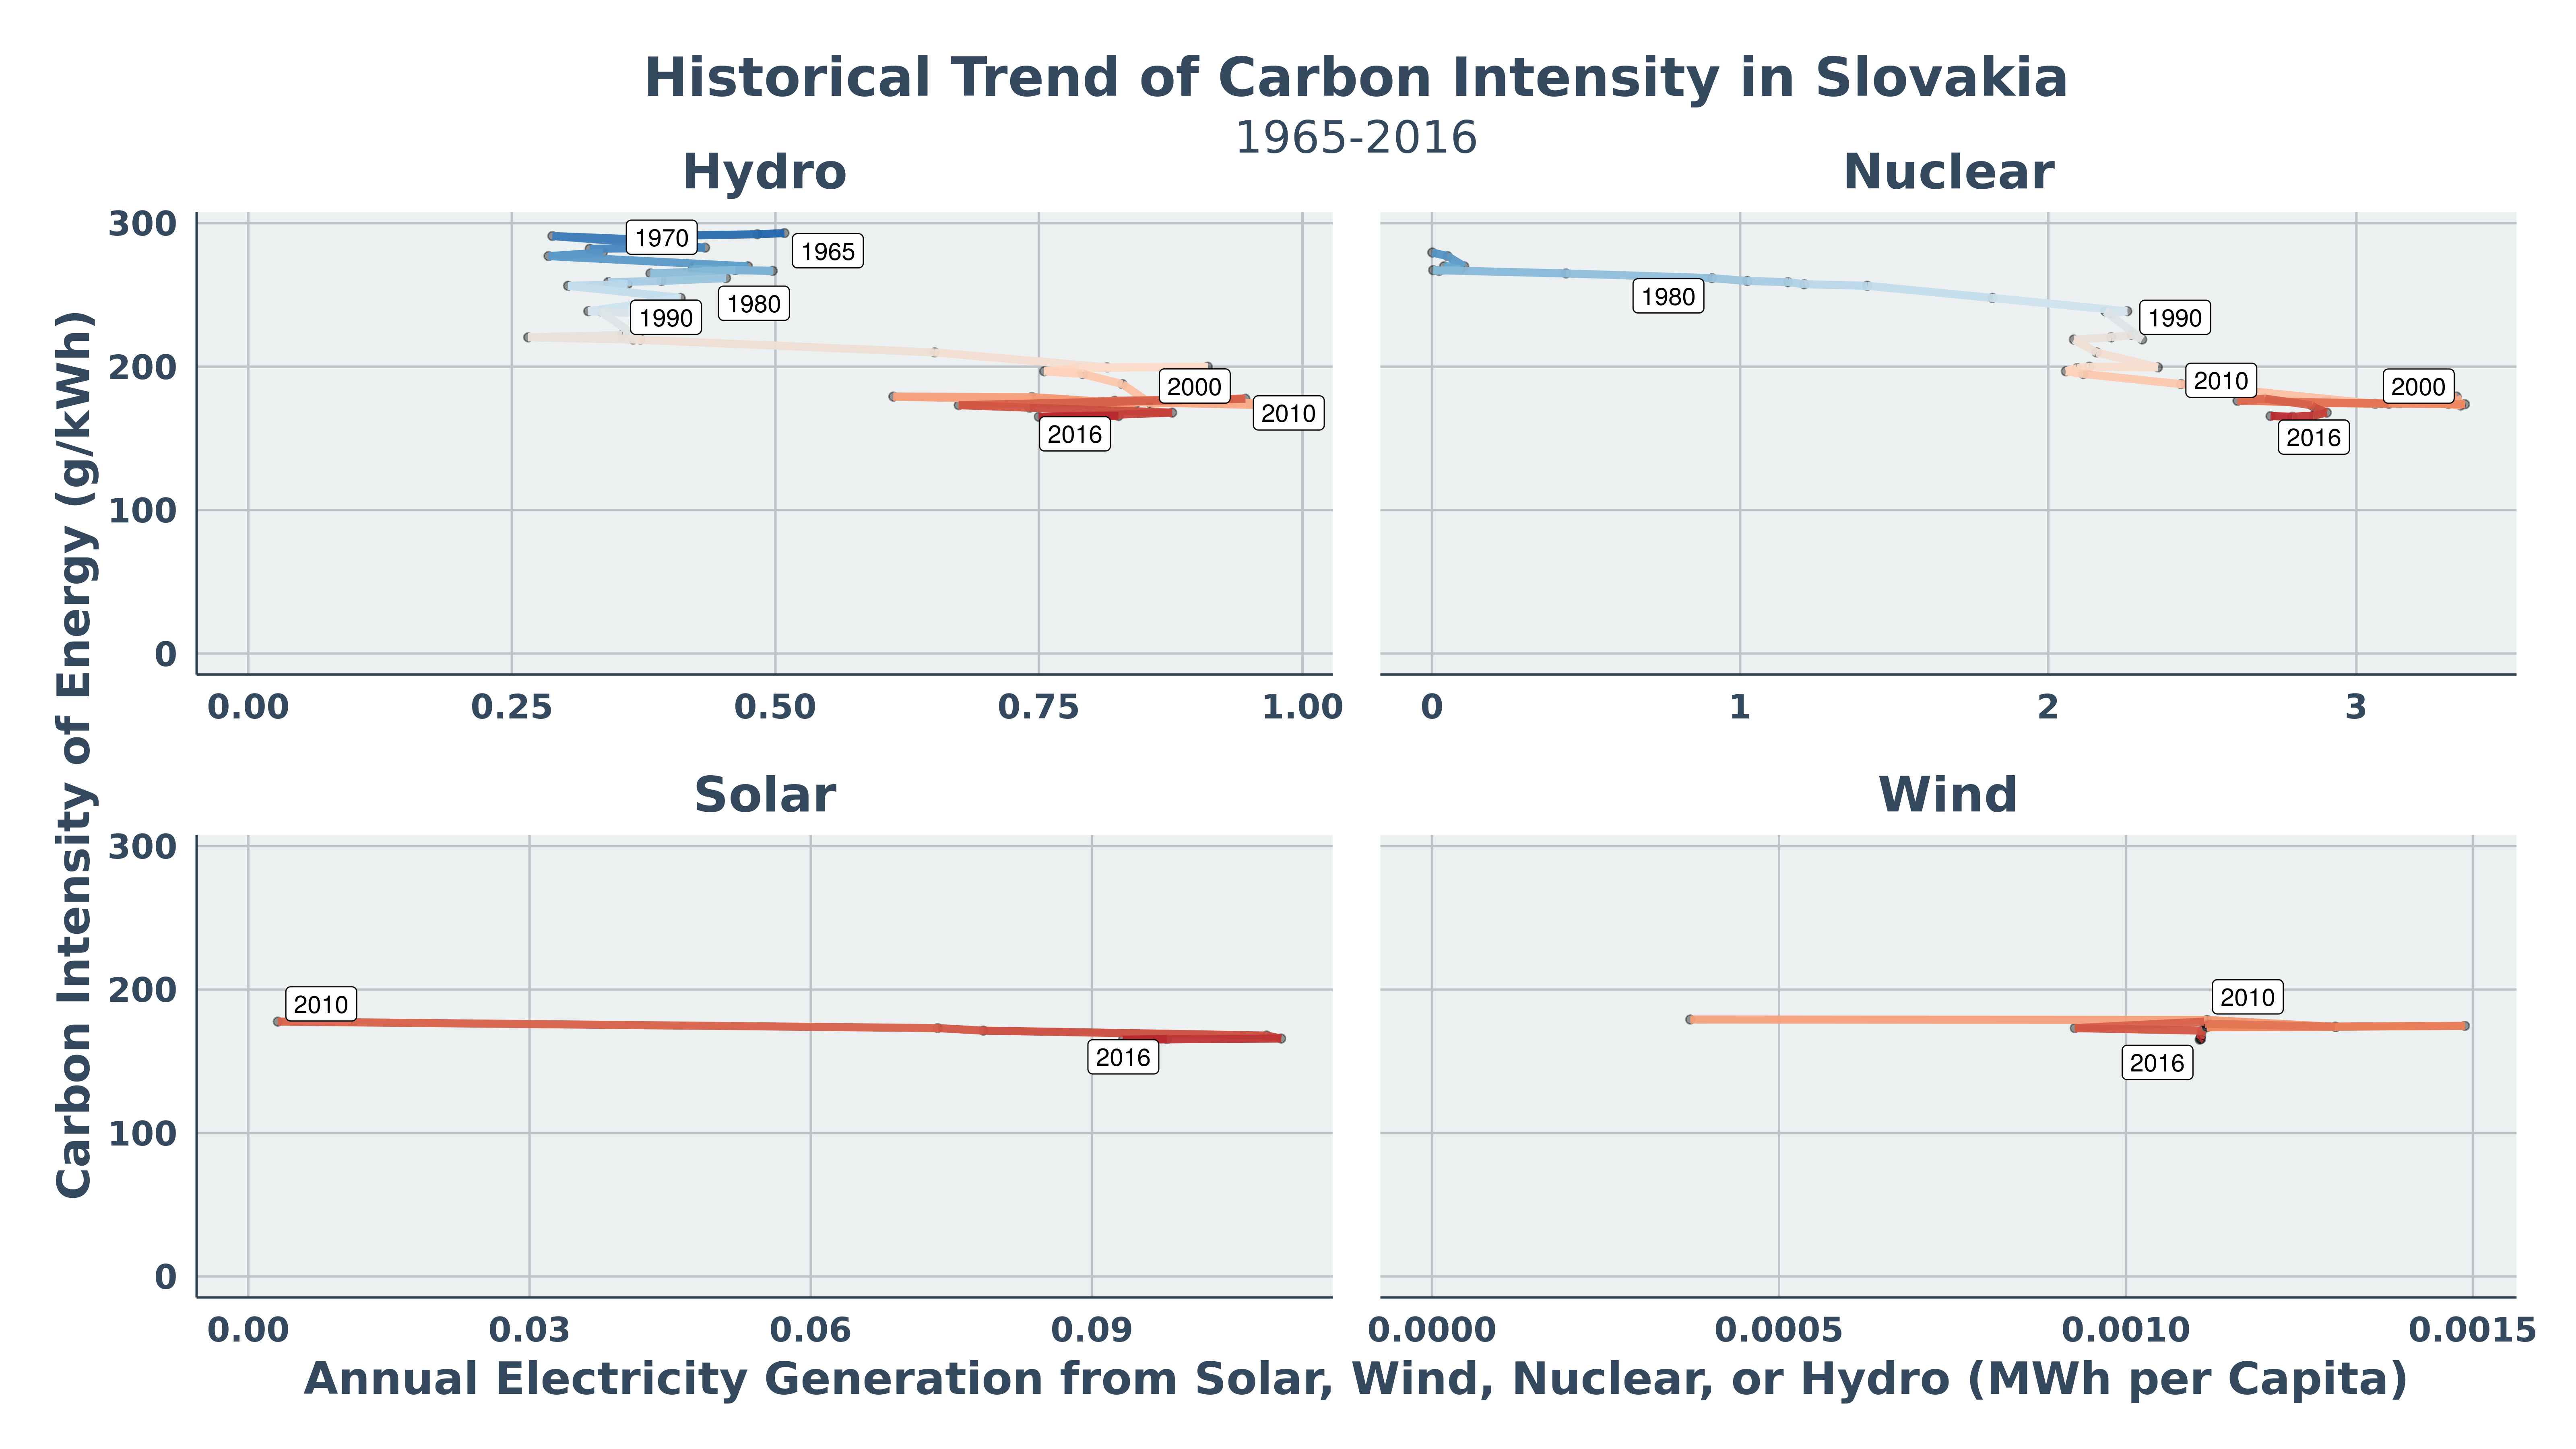 Historical Trend of Carbon Intensity in Slovakia
1965-2016
Hydro
Nuclear
Carbon Intensity of Energy (g/kWh)
300
200
100
0
1970
1965
1980
1990
2000
2010
2016
0.00 0.25 0.50 0.75 1.00
1980
1990
2010
2000
2016
0 1 2 3
Solar
Wind
300
200
100
0
2010
2016
0.00 0.03 0.06 0.09
2010
2016
0.0000 0.0005 0.0010 0.0015
Annual Electricity Generation from Solar, Wind, Nuclear, or Hydro (MWh per Capita)